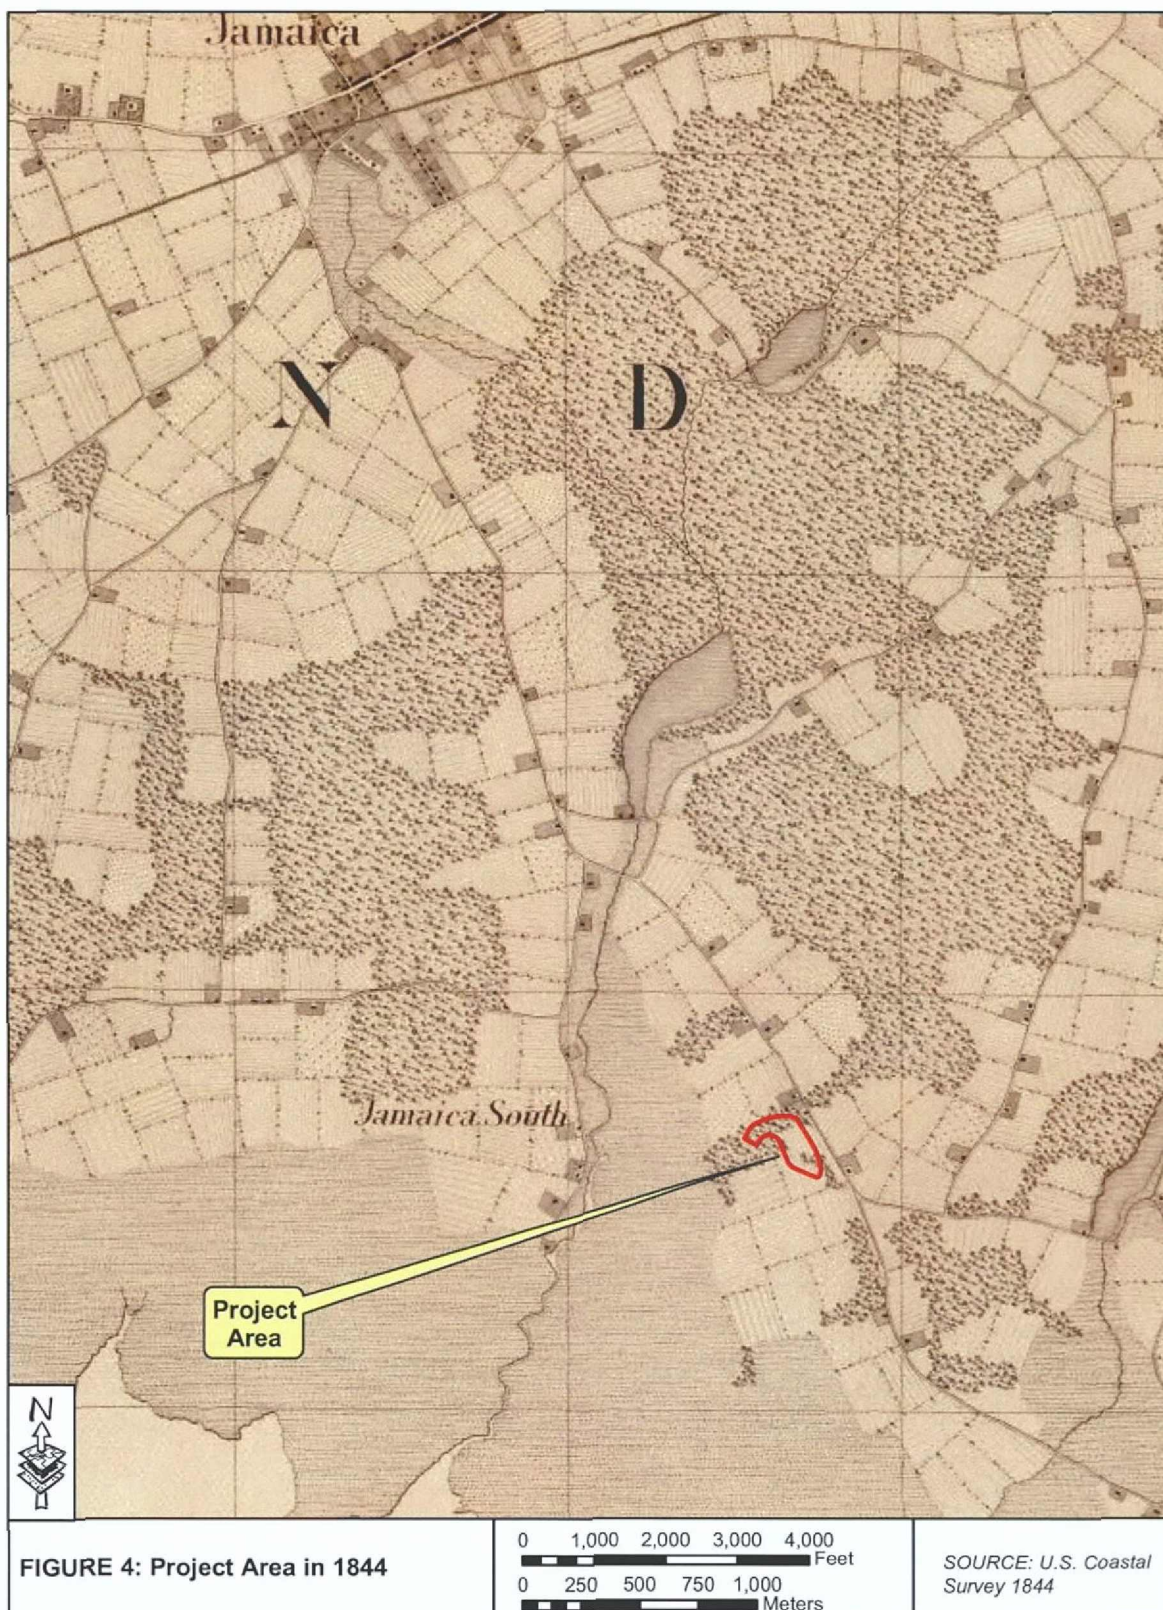 Jamaica
N D
Jamaica South
Project
Area
N
FIGURE 4: Project Area in 1844
0 1,000 2,000 3,000 4,000
Feet
0 250 500 750 1,000
Meters
SOURCE: U.S. Coastal
Survey 1844